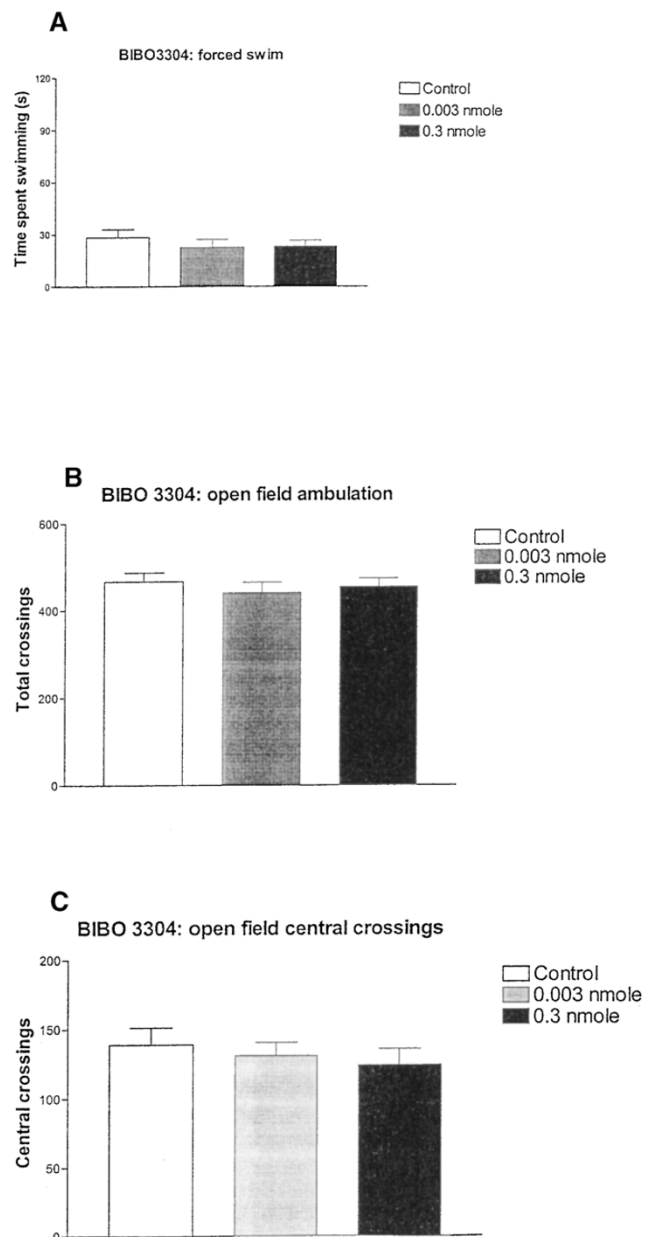 A
BIBO3304: forced swim
Time spent swimming (s)
120
90
60
30
0
Control
0.003 nmole
0.3 nmole
B
BIBO 3304: open field ambulation
Total crossings
600
400
200
0
Control
0.003 nmole
0.3 nmole
C
BIBO 3304: open field central crossings
Central crossings
200
150
100
50
0
Control
0.003 nmole
0.3 nmole